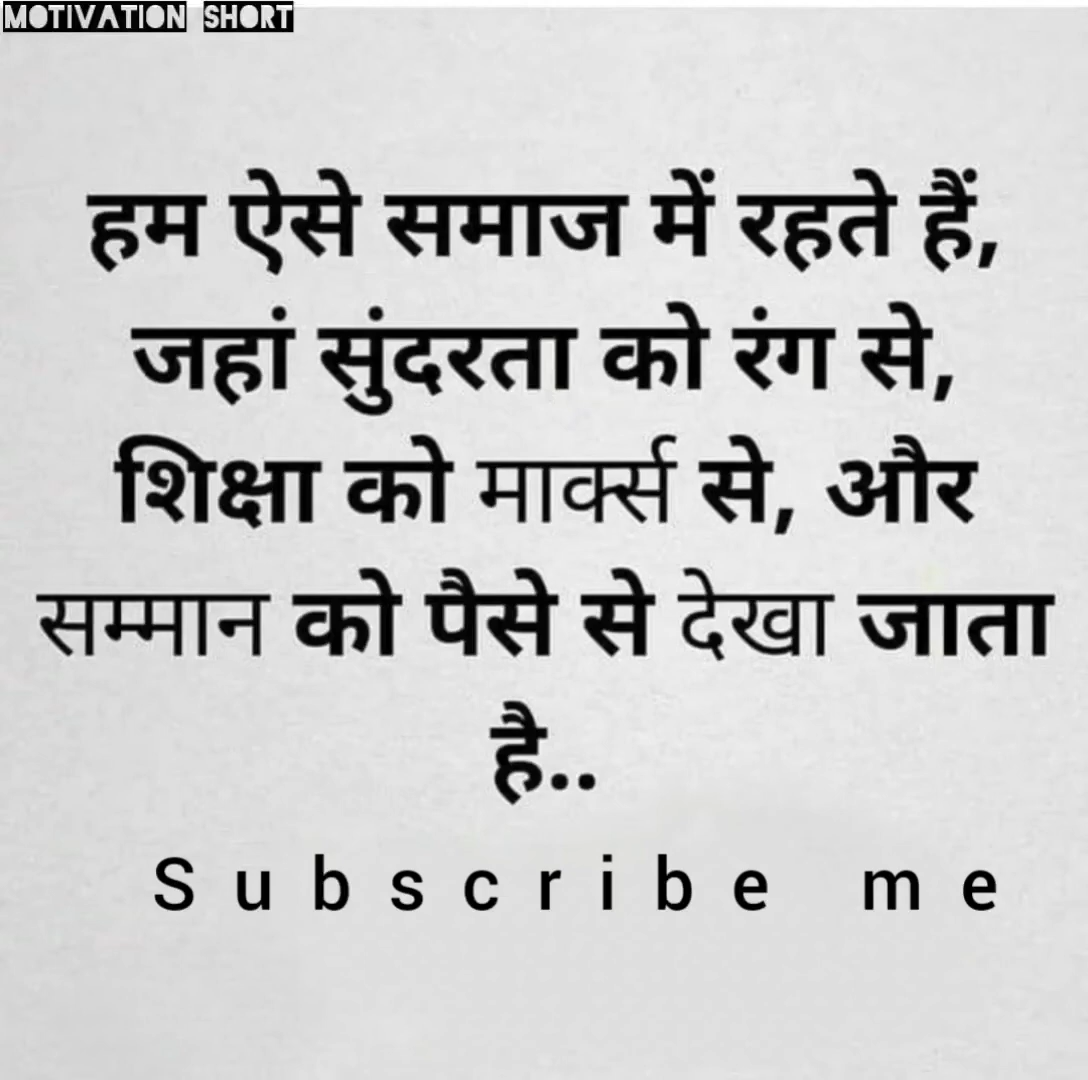 MOTIVATION SHORT
हम ऐसे समाज में रहते हैं,
जहां सुंदरता को रंग से,
शिक्षा को मार्क्स से, और
सम्मान को पैसे से देखा जाता
है..
Subscribe me